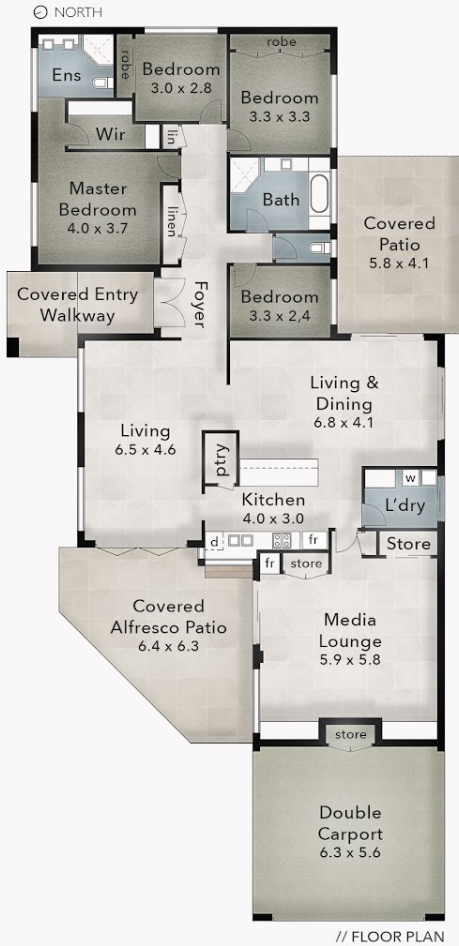 NORTH
Ens
robe
Bedroom
3.0 x 2.8
robe
Bedroom
3.3 x 3.3
Wir
lin
Master
Bedroom
4.0 x 3.7
linen
Bath
Covered
Patio
5.8 x 4.1
Covered Entry
Walkway
Foyer
Bedroom
3.3 x 2,4
Living
6.5 x 4.6
Living &
Dining
6.8 x 4.1
ptry
Kitchen
4.0 x 3.0
w
L'dry
d
fr
Store
fr
store
Covered
Alfresco Patio
6.4 x 6.3
Media
Lounge
5.9 x 5.8
store
Double
Carport
6.3 x 5.6
// FLOOR PLAN